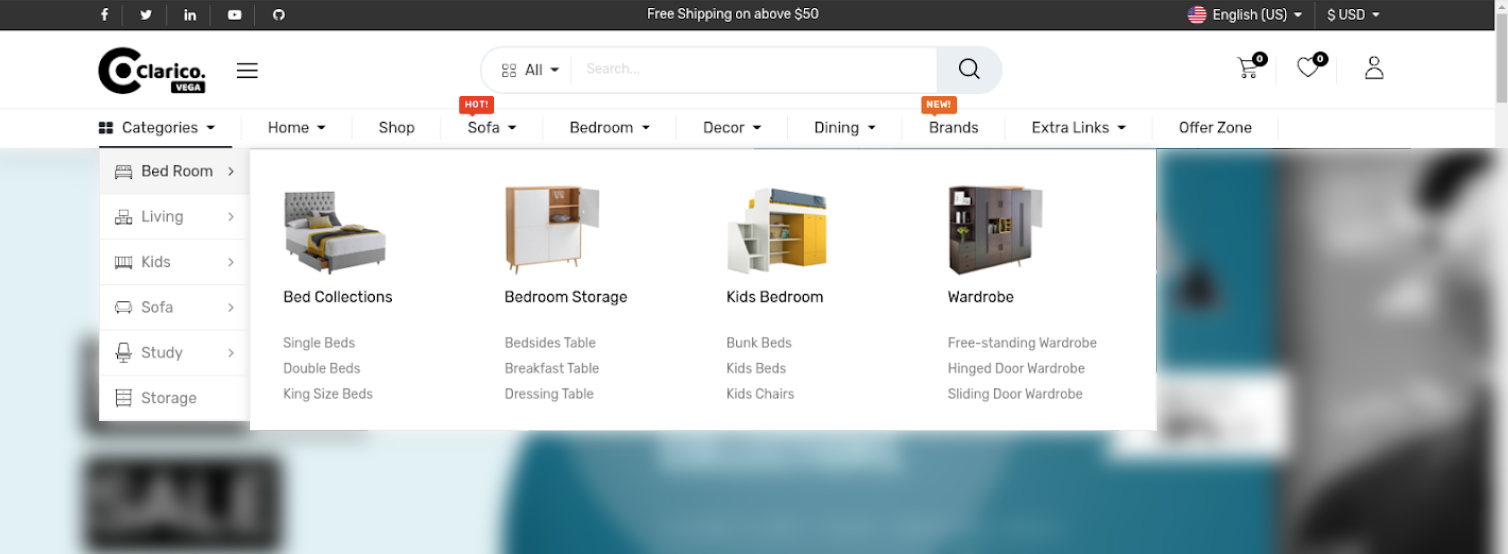 Free Shipping on above $50
English (US)
$ USD
Clarico.
VEGA
All
Search...
0
0
HOT!
NEW!
Categories
Home
Shop
Sofa
Bedroom
Decor
Dining
Brands
Extra Links
Offer Zone
Bed Room
Living
Kids
Sofa
Study
Storage
Bed Collections
Single Beds
Double Beds
King Size Beds
Bedroom Storage
Bedsides Table
Breakfast Table
Dressing Table
Kids Bedroom
Bunk Beds
Kids Beds
Kids Chairs
Wardrobe
Free-standing Wardrobe
Hinged Door Wardrobe
Sliding Door Wardrobe
SALE